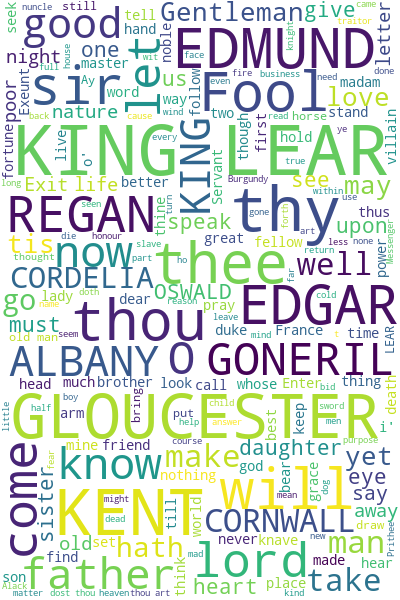 nuncle still
seek
good
Gentleman
give
tell
hand
let
EDMUND
letter
traitor
came
night
one
noble
fortune
poor
Exeunt
Ay
master
word
us
follow
house
full
wit
face
fire
business
even
knight
need
done
sir
Fool
love
madam
nature
way
two
wind
back
cause
every
read
horse
stand
ye
villain
though
first
KING LEAR
KING
long
live
o'
Exit life
better
Servant
hold
true
Burgundy
within
use
see
may
REGAN
thy
thine
turn
speak
upon
thus
tis
now
die
honour
seen
thought
slave
part
great
fellow
gone
forth
art
less
none
Messenger
thee
well
CORDELIA
doth
ho
OSWALD
far
cold
return
power
go
lady
dear
reason
pray
EDGAR
name
must
seem
thou
leave
duke
mind
France
t
time
LEAR
old man
ALBANY
O
GONERIL
head
much
brother
look
call
whose
Enter
bid
thing
death
little
boy
half
arm
bring
put
child
help
answer
best
sword
men
keep
i'
GLOUCESTER
come
mine
friend
course
daughter
purpose
yet
fear
know
make
god
grace
dog
bear
eye
sister
nothing
might
dead
till
world
mean
say
KENT
will
CORNWALL
away
draw
new
old
set
hath
think
mad
never
knave
man
made
hear
Prithee
son
find
father
heart
lord
place
take
Alack
matter
dost thou
heaven
thou art
kind